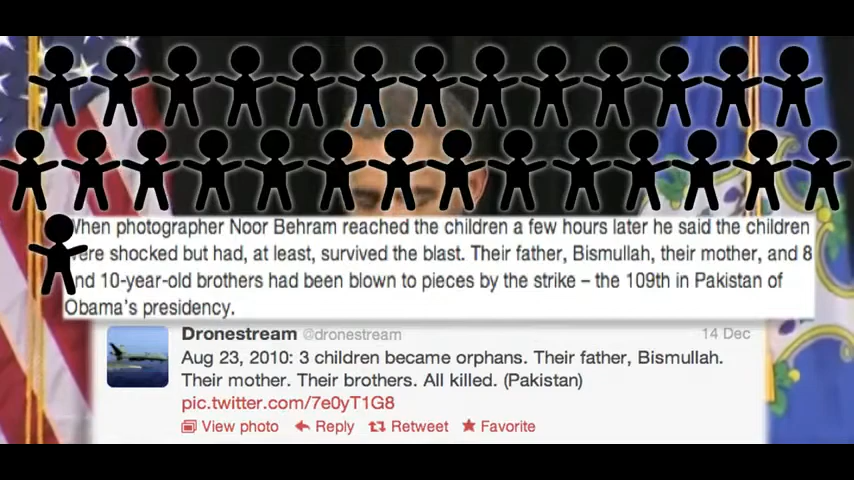 When photographer Noor Behram reached the children a few hours later he said the children
were shocked but had, at least, survived the blast. Their father, Bismullah, their mother, and 8
and 10-year-old brothers had been blown to pieces by the strike – the 109th in Pakistan of
Obama's presidency.
Dronestream @dronestream 14 Dec
Aug 23, 2010: 3 children became orphans. Their father, Bismullah.
Their mother. Their brothers. All killed. (Pakistan)
pic.twitter.com/7e0yT1G8
View photo Reply Retweet Favorite